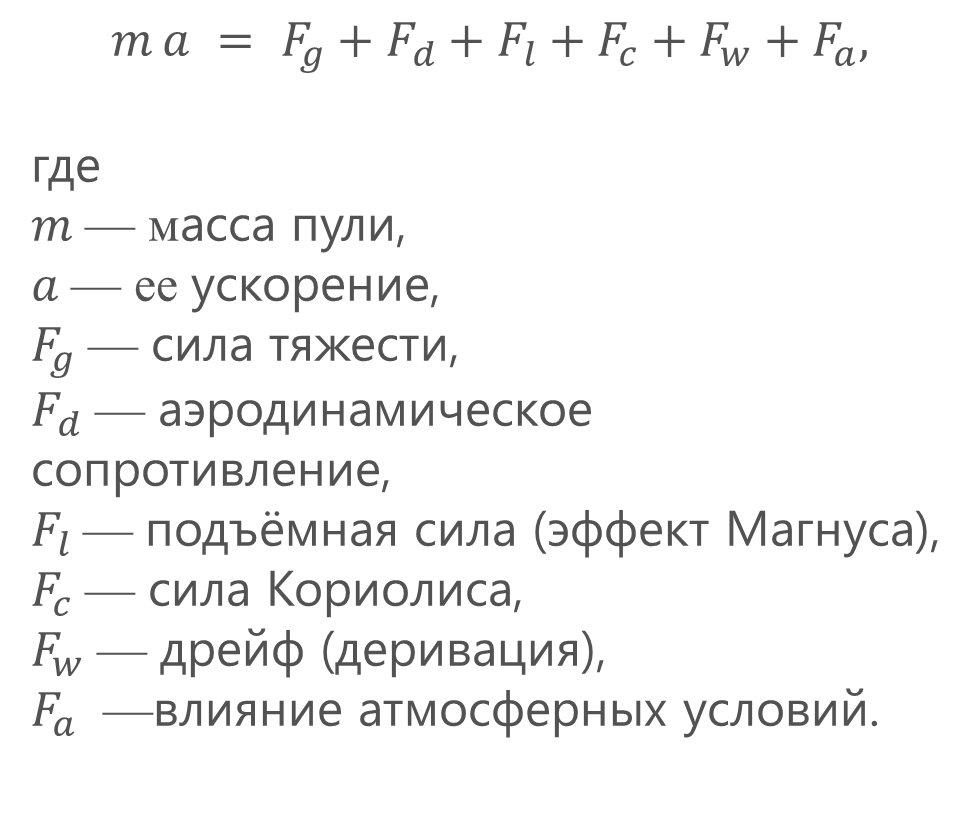 m a = F_g + F_d + F_l + F_c + F_w + F_a,
где
m — масса пули,
a — ее ускорение,
F_g — сила тяжести,
F_d — аэродинамическое
сопротивление,
F_l — подъёмная сила (эффект Магнуса),
F_c — сила Кориолиса,
F_w — дрейф (деривация),
F_a —влияние атмосферных условий.